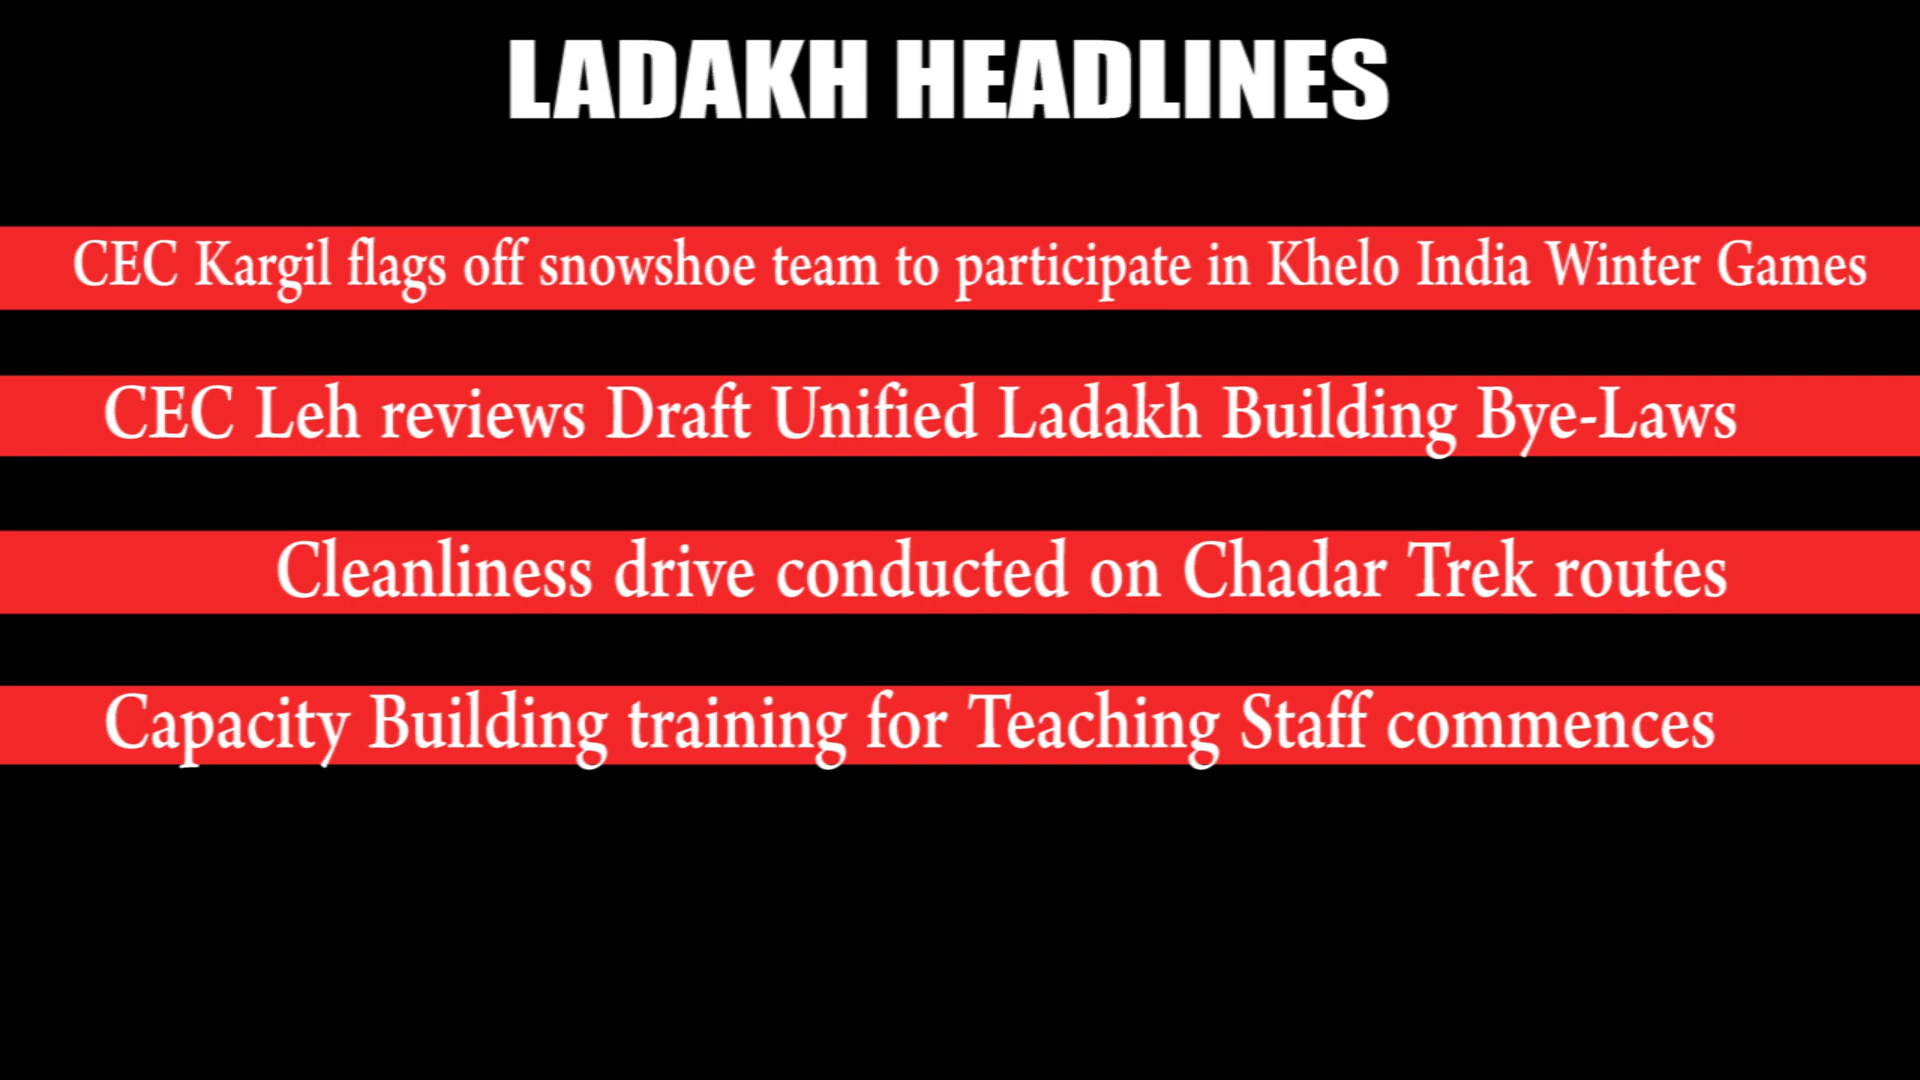 LADAKH HEADLINES
CEC Kargil flags off snowshoe team to participate in Khelo India Winter Games
CEC Leh reviews Draft Unified Ladakh Building Bye-Laws
Cleanliness drive conducted on Chadar Trek routes
Capacity Building training for Teaching Staff commences